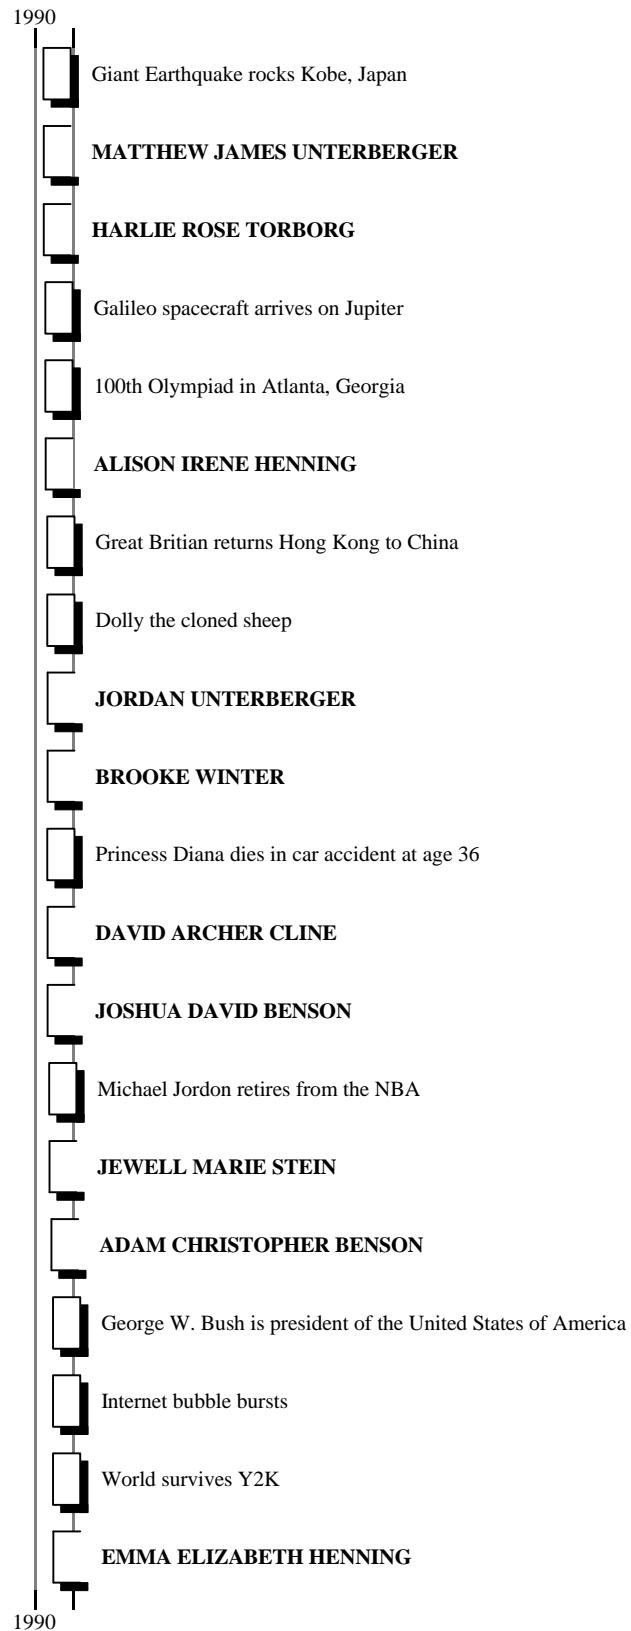 1990
Giant Earthquake rocks Kobe, Japan
MATTHEW JAMES UNTERBERGER
HARLIE ROSE TORBORG
Galileo spacecraft arrives on Jupiter
100th Olympiad in Atlanta, Georgia
ALISON IRENE HENNING
Great Britian returns Hong Kong to China
Dolly the cloned sheep
JORDAN UNTERBERGER
BROOKE WINTER
Princess Diana dies in car accident at age 36
DAVID ARCHER CLINE
JOSHUA DAVID BENSON
Michael Jordon retires from the NBA
JEWELL MARIE STEIN
ADAM CHRISTOPHER BENSON
George W. Bush is president of the United States of America
Internet bubble bursts
World survives Y2K
EMMA ELIZABETH HENNING
1990